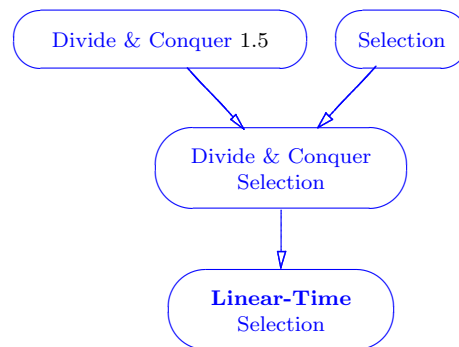 Divide & Conquer 1.5
Selection
Divide & Conquer
Selection
Linear-Time
Selection